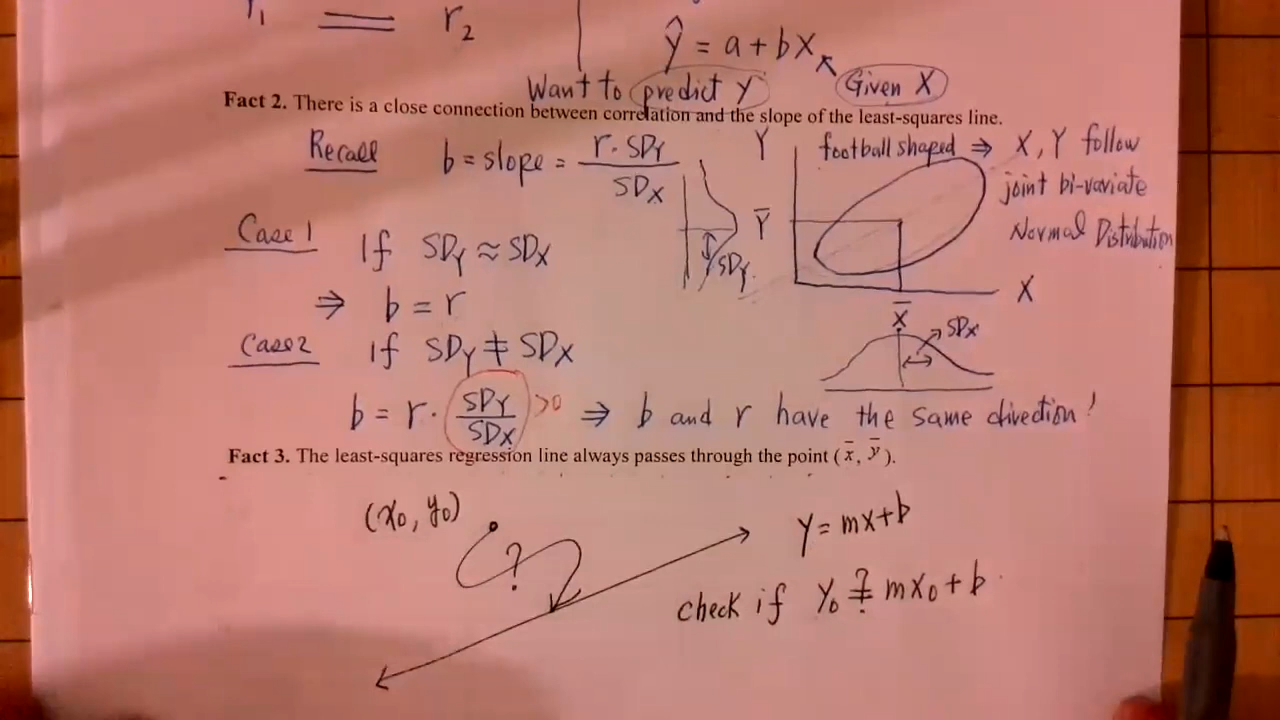 r₁ = r₂
Ŷ = a + bX
Want to predict Y Given X
Fact 2. There is a close connection between correlation and the slope of the least-squares line.
Recall b = slope = r · SDY / SDX
Y football shaped ⇒ X, Y follow
joint bi-variate
Normal Distribution
Ȳ
SDY
X
X̄
SDX
Case 1 If SDY ≈ SDX
⇒ b = r
Case 2 If SDY ≠ SDX
b = r · SDY / SDX >0 ⇒ b and r have the same direction!
Fact 3. The least-squares regression line always passes through the point (x̄, ȳ).
(x₀, y₀)
?
y = mx + b
check if y₀ ≟ mx₀ + b